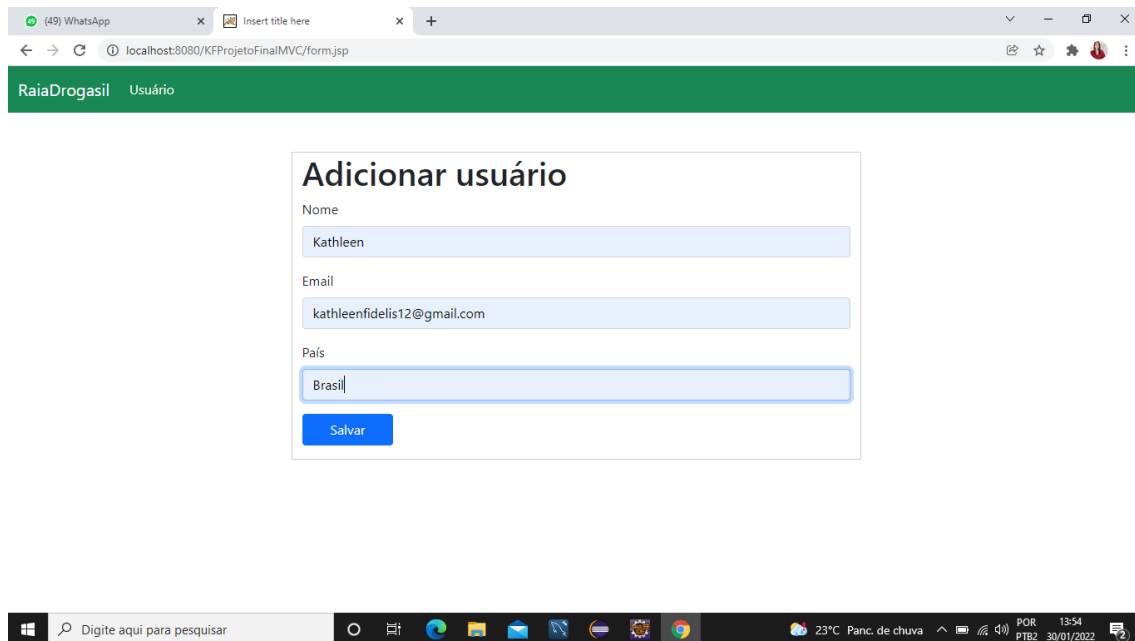 (49) WhatsApp
Insert title here
localhost:8080/KFProjetoFinalMVC/form.jsp
RaiaDrogasil Usuário
Adicionar usuário
Nome
Kathleen
Email
kathleenfidelis12@gmail.com
País
Brasil
Salvar
Digite aqui para pesquisar
23°C Panc. de chuva
POR
PTB2
13:54
30/01/2022